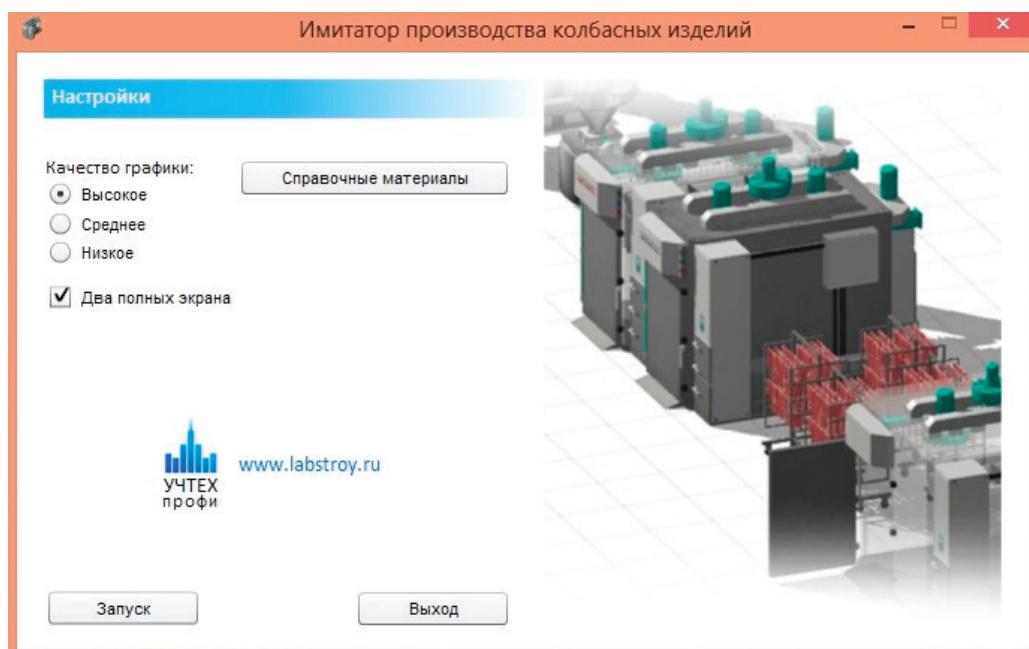 Имитатор производства колбасных изделий
Настройки
Качество графики:
Справочные материалы
Высокое
Среднее
Низкое
Два полных экрана
www.labstroy.ru
УЧТЕХ
профи
Запуск
Выход